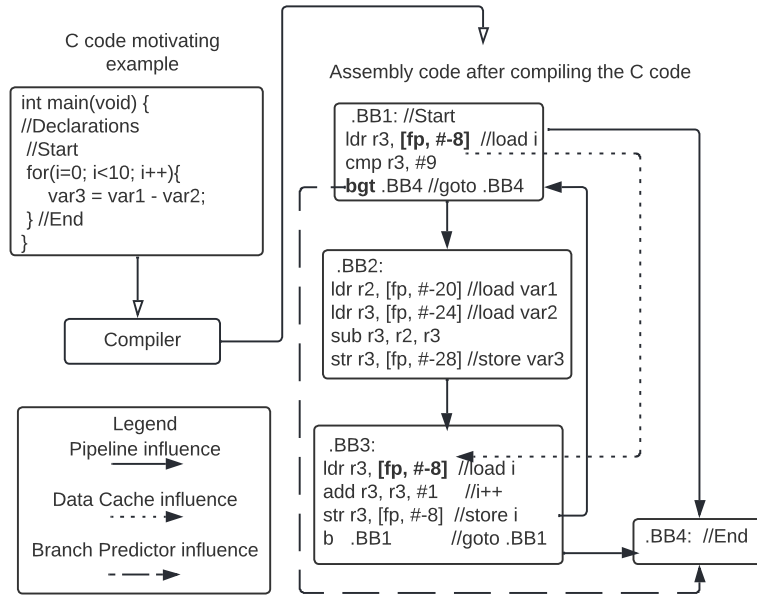 C code motivating
example
int main(void) {
//Declarations
//Start
for(i=0; i<10; i++){
var3 = var1 - var2;
} //End
}
Compiler
Legend
Pipeline influence
Data Cache influence
Branch Predictor influence
Assembly code after compiling the C code
.BB1: //Start
ldr r3, [fp, #-8] //load i
cmp r3, #9
bgt .BB4 //goto .BB4
.BB2:
ldr r2, [fp, #-20] //load var1
ldr r3, [fp, #-24] //load var2
sub r3, r2, r3
str r3, [fp, #-28] //store var3
.BB3:
ldr r3, [fp, #-8] //load i
add r3, r3, #1 //i++
str r3, [fp, #-8] //store i
b .BB1 //goto .BB1
.BB4: //End